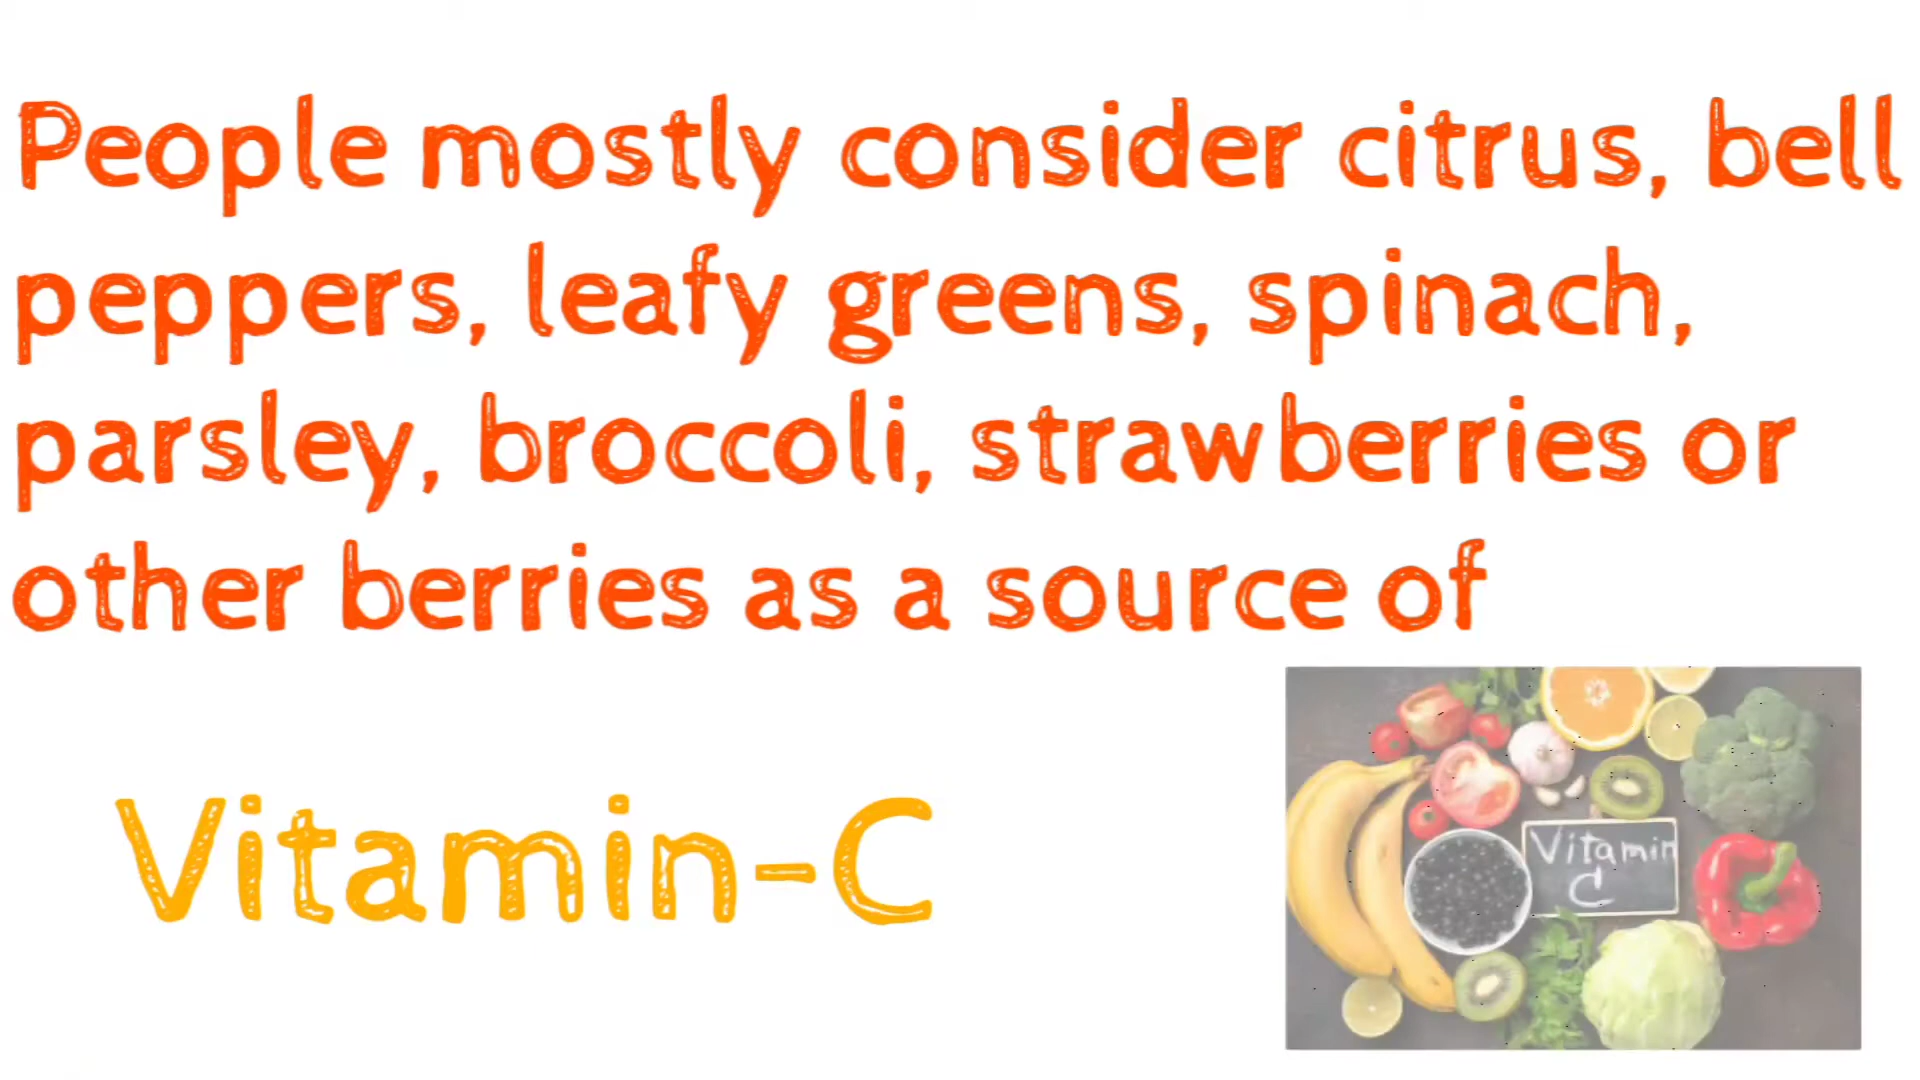 People mostly consider citrus, bell
peppers, leafy greens, spinach,
parsley, broccoli, strawberries or
other berries as a source of
Vitamin-C
Vitamin
C